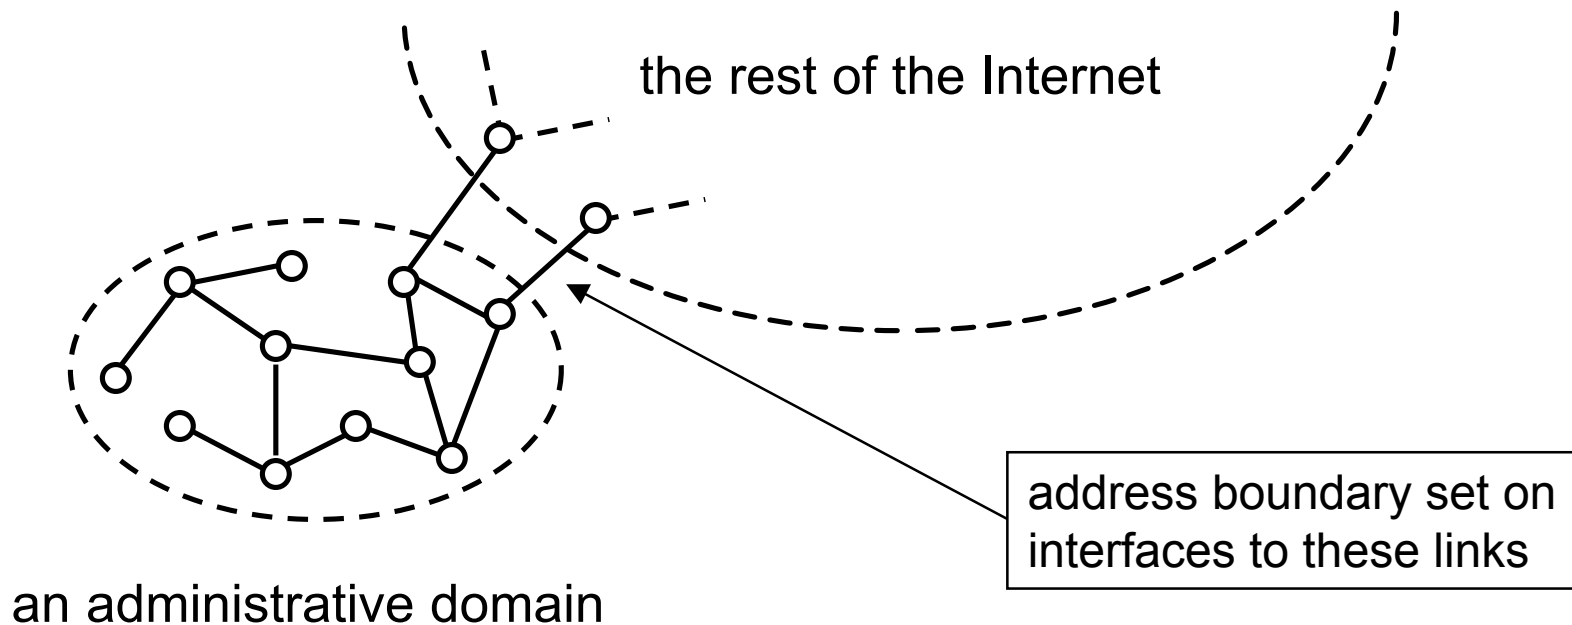 the rest of the Internet
address boundary set on
interfaces to these links
an administrative domain